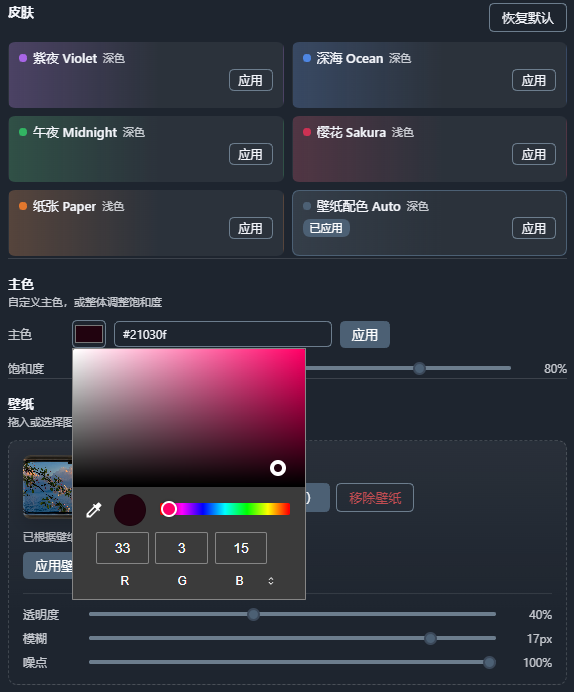 皮肤
恢复默认
紫夜 Violet 深色
应用
深海 Ocean 深色
应用
午夜 Midnight 深色
应用
樱花 Sakura 浅色
应用
纸张 Paper 浅色
应用
壁纸配色 Auto 深色
已应用
应用
主色
自定义主色，或整体调整饱和度
主色
#21030f
应用
饱和度
80%
壁纸
拖入或选择图
)
移除壁纸
已根据壁纸
应用壁
33
3
15
R
G
B
透明度
40%
模糊
17px
噪点
100%